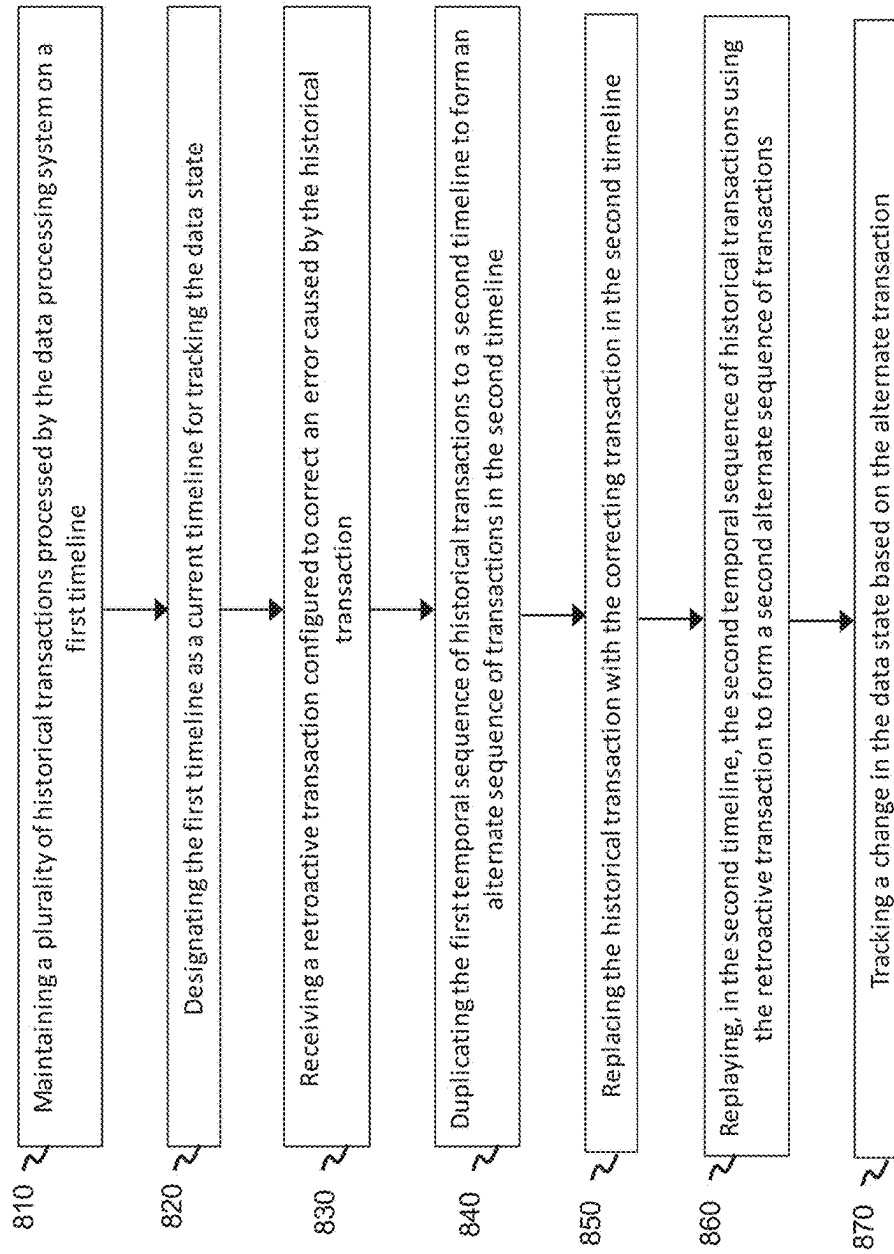 810
Maintaining a plurality of historical transactions processed by the data processing system on a
first timeline
820
Designating the first timeline as a current timeline for tracking the data state
830
Receiving a retroactive transaction configured to correct an error caused by the historical
transaction
840
Duplicating the first temporal sequence of historical transactions to a second timeline to form an
alternate sequence of transactions in the second timeline
850
Replacing the historical transaction with the correcting transaction in the second timeline
860
Replaying, in the second timeline, the second temporal sequence of historical transactions using
the retroactive transaction to form a second alternate sequence of transactions
870
Tracking a change in the data state based on the alternate transaction